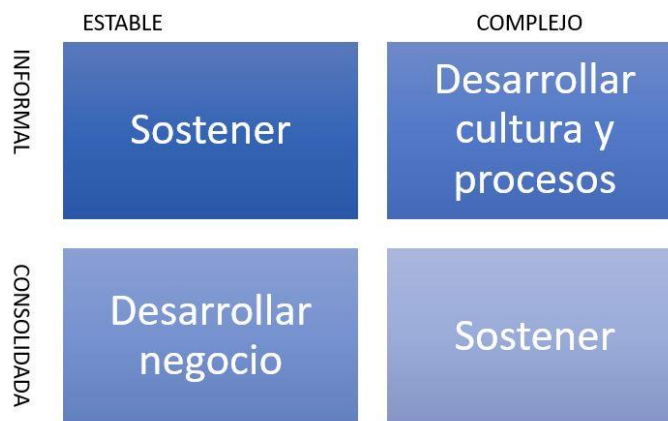 ESTABLE
COMPLEJO
INFORMAL
Sostener
Desarrollar
cultura y
procesos
CONSOLIDADA
Desarrollar
negocio
Sostener